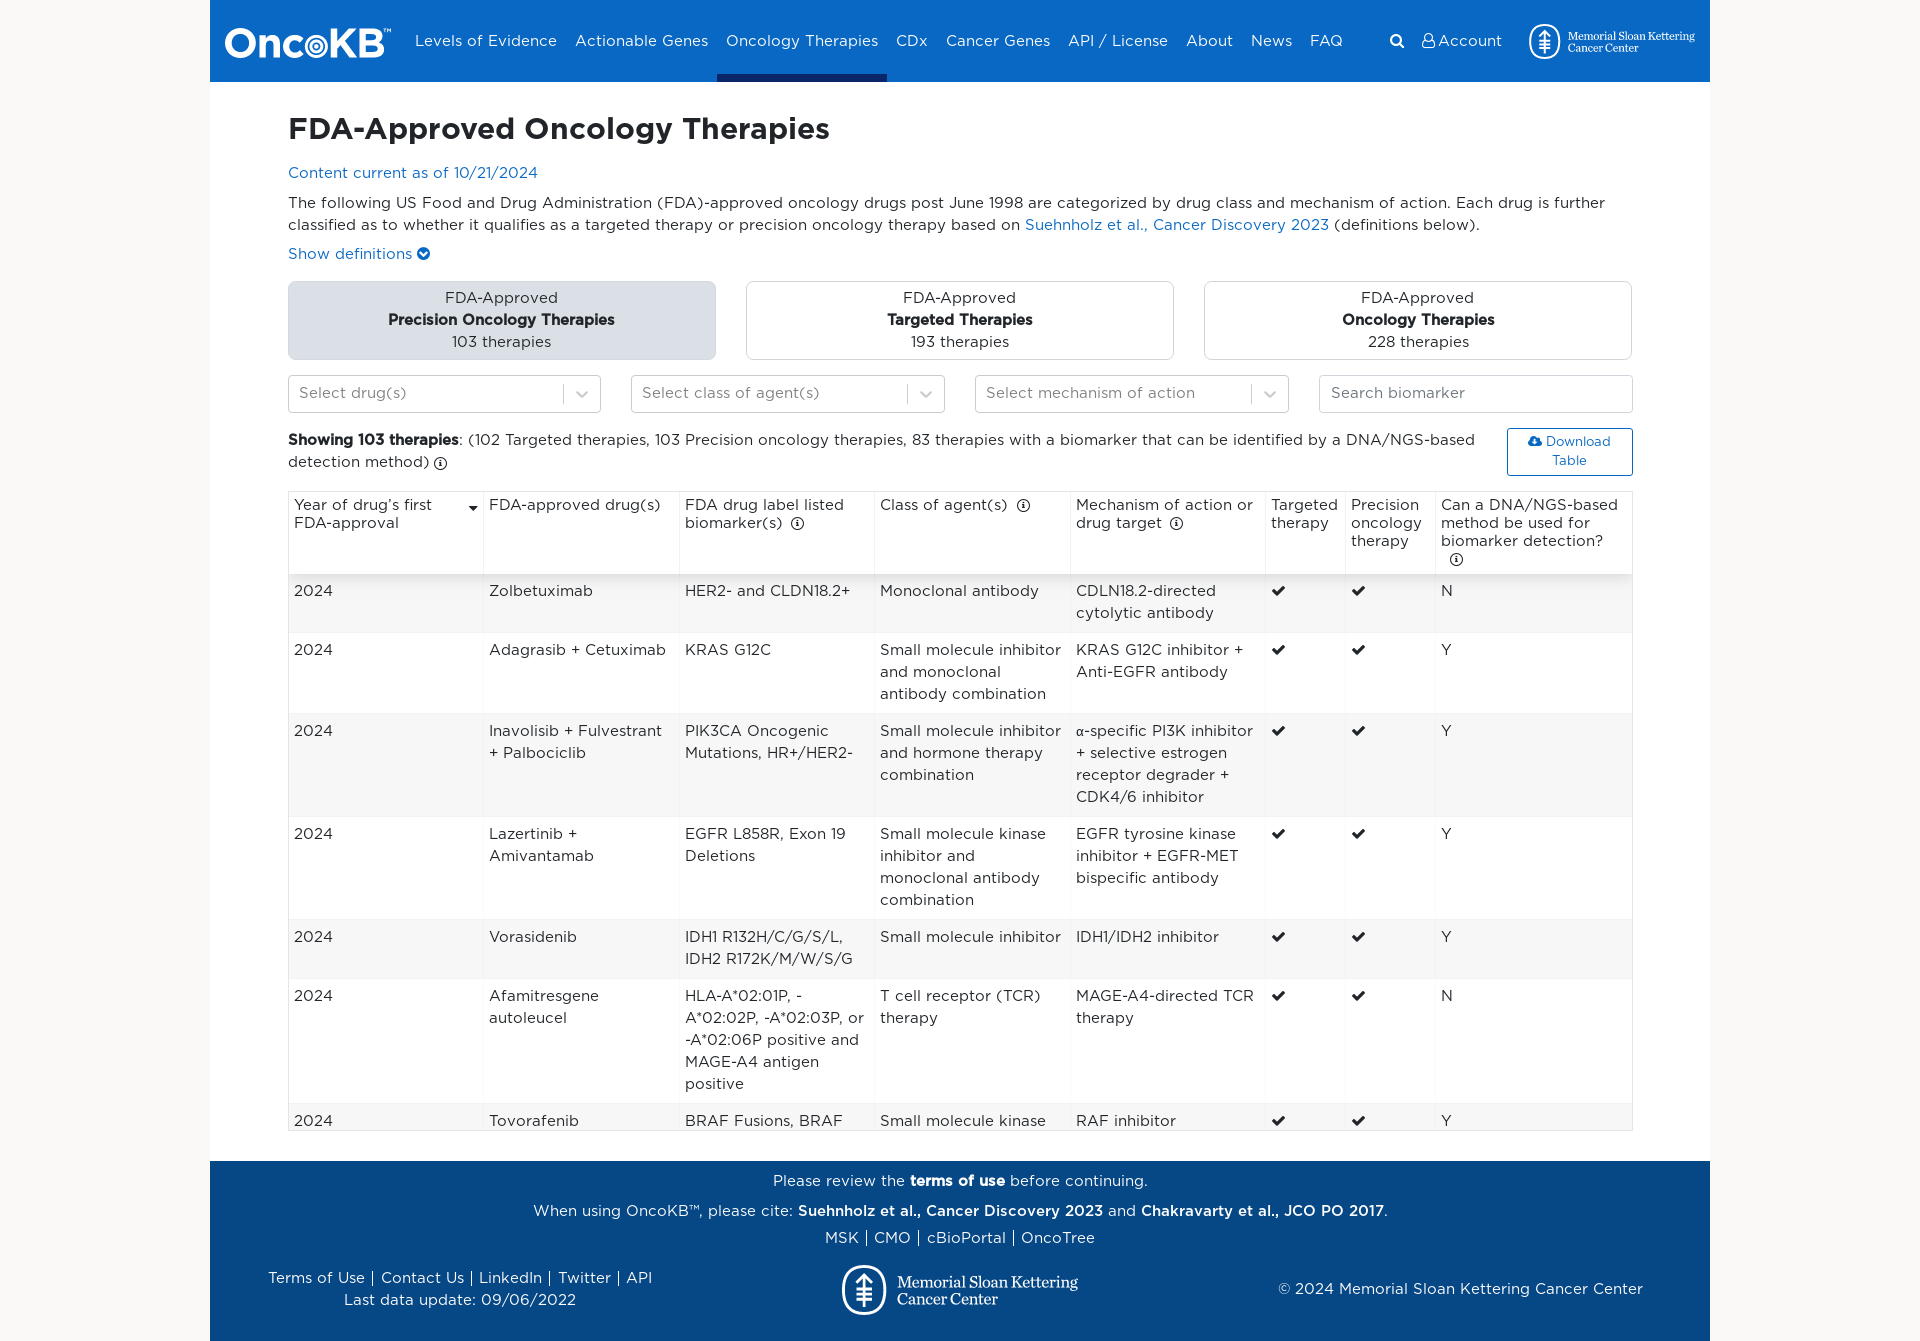 OncoKB™
Levels of Evidence
Actionable Genes
Oncology Therapies
CDx
Cancer Genes
API / License
About
News
FAQ
Account
Memorial Sloan Kettering
Cancer Center
FDA-Approved Oncology Therapies
Content current as of 10/21/2024
The following US Food and Drug Administration (FDA)-approved oncology drugs post June 1998 are categorized by drug class and mechanism of action. Each drug is further
classified as to whether it qualifies as a targeted therapy or precision oncology therapy based on Suehnholz et al., Cancer Discovery 2023 (definitions below).
Show definitions
FDA-Approved
Precision Oncology Therapies
103 therapies
FDA-Approved
Targeted Therapies
193 therapies
FDA-Approved
Oncology Therapies
228 therapies
Select drug(s)
Select class of agent(s)
Select mechanism of action
Search biomarker
Showing 103 therapies: (102 Targeted therapies, 103 Precision oncology therapies, 83 therapies with a biomarker that can be identified by a DNA/NGS-based
detection method)
Download
Table
Year of drug's first
FDA-approval
FDA-approved drug(s)
FDA drug label listed
biomarker(s)
Class of agent(s)
Mechanism of action or
drug target
Targeted
therapy
Precision
oncology
therapy
Can a DNA/NGS-based
method be used for
biomarker detection?
2024
Zolbetuximab
HER2- and CLDN18.2+
Monoclonal antibody
CDLN18.2-directed
cytolytic antibody
✔
✔
N
2024
Adagrasib + Cetuximab
KRAS G12C
Small molecule inhibitor
and monoclonal
antibody combination
KRAS G12C inhibitor +
Anti-EGFR antibody
✔
✔
Y
2024
Inavolisib + Fulvestrant
+ Palbociclib
PIK3CA Oncogenic
Mutations, HR+/HER2-
Small molecule inhibitor
and hormone therapy
combination
α-specific PI3K inhibitor
+ selective estrogen
receptor degrader +
CDK4/6 inhibitor
✔
✔
Y
2024
Lazertinib +
Amivantamab
EGFR L858R, Exon 19
Deletions
Small molecule kinase
inhibitor and
monoclonal antibody
combination
EGFR tyrosine kinase
inhibitor + EGFR-MET
bispecific antibody
✔
✔
Y
2024
Vorasidenib
IDH1 R132H/C/G/S/L,
IDH2 R172K/M/W/S/G
Small molecule inhibitor
IDH1/IDH2 inhibitor
✔
✔
Y
2024
Afamitresgene
autoleucel
HLA-A*02:01P, -
A*02:02P, -A*02:03P, or
-A*02:06P positive and
MAGE-A4 antigen
positive
T cell receptor (TCR)
therapy
MAGE-A4-directed TCR
therapy
✔
✔
N
2024
Tovorafenib
BRAF Fusions, BRAF
Small molecule kinase
RAF inhibitor
✔
✔
Y
Please review the terms of use before continuing.
When using OncoKB™, please cite: Suehnholz et al., Cancer Discovery 2023 and Chakravarty et al., JCO PO 2017.
MSK | CMO | cBioPortal | OncoTree
Terms of Use | Contact Us | LinkedIn | Twitter | API
Last data update: 09/06/2022
Memorial Sloan Kettering
Cancer Center
© 2024 Memorial Sloan Kettering Cancer Center